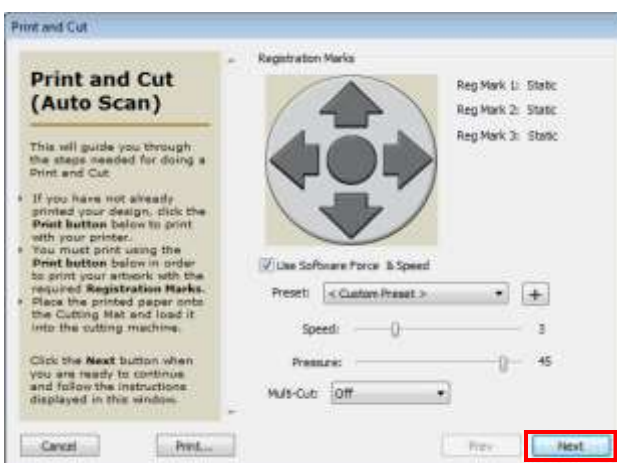 Print and Cut
Print and Cut
(Auto Scan)
This will guide you through
the steps needed for doing a
Print and Cut
If you have not already
printed your design, click the
Print button below to print
with your printer.
You must print using the
Print button below in order
to print your artwork with the
required Registration Marks.
Place the printed paper onto
the Cutting Mat and load it
into the cutting machine.
Click the Next button when
you are ready to continue
and follow the instructions
displayed in this window.
Registration Marks
Reg Mark 1: Static
Reg Mark 2: Static
Reg Mark 3: Static
Use Software Force & Speed
Preset: < Custom Preset > +
Speed: 3
Pressure: 45
Multi-Cut: Off
Cancel Print... Prev Next